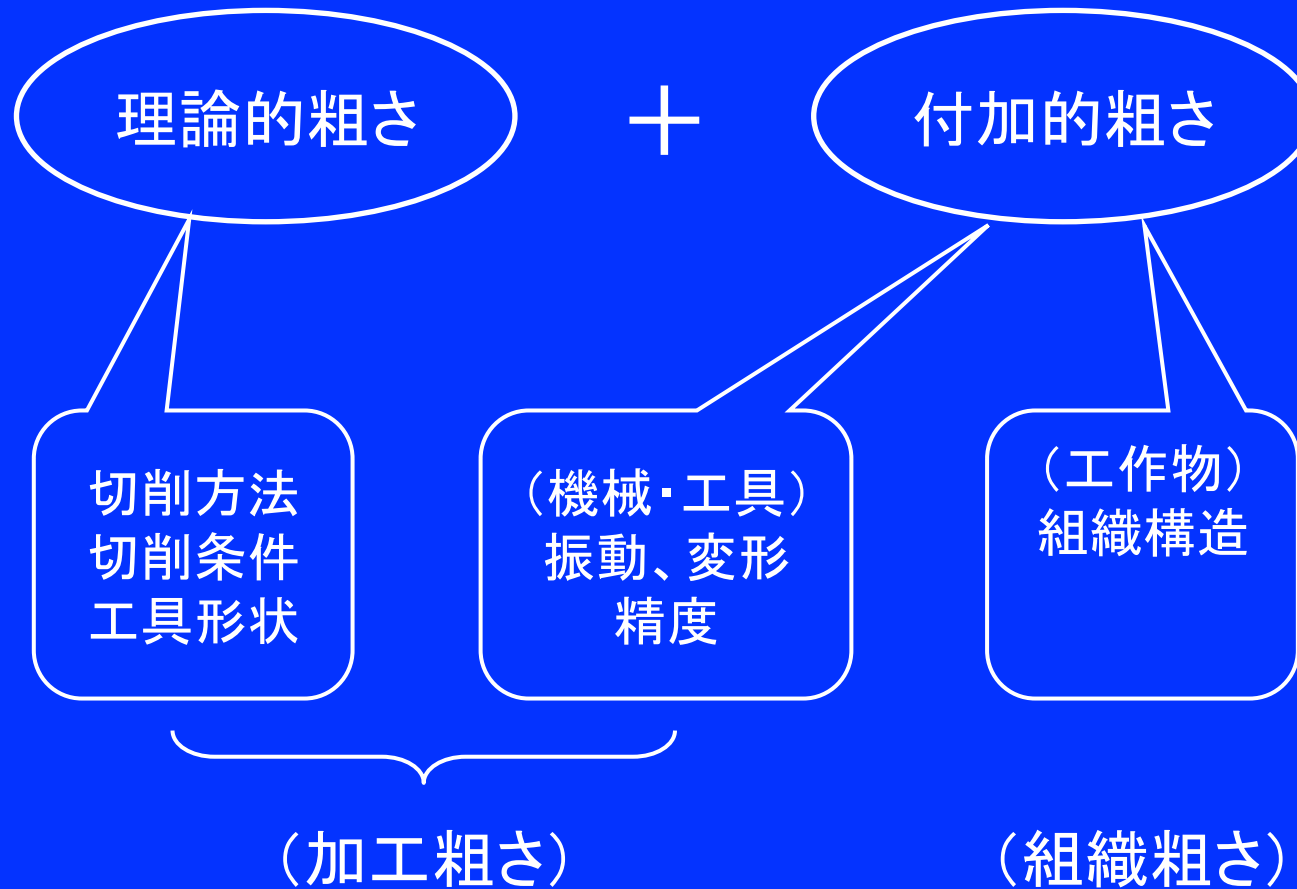 理論的粗さ
＋
付加的粗さ
切削方法
切削条件
工具形状
（機械・工具）
振動、変形
精度
（工作物）
組織構造
（加工粗さ）
（組織粗さ）